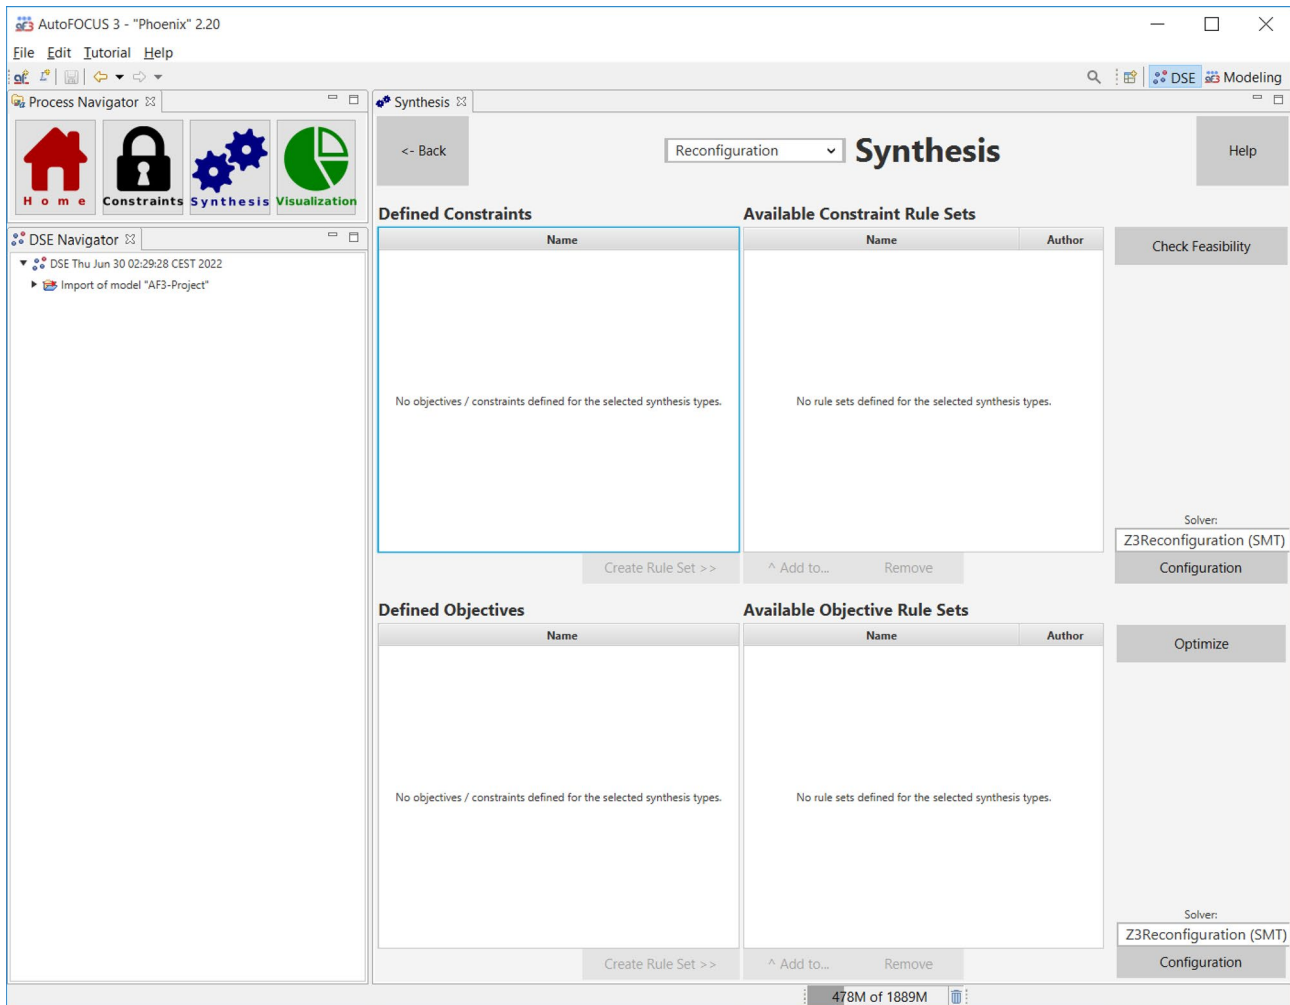 AutoFOCUS 3 - "Phoenix" 2.20
File Edit Tutorial Help
DSE Modeling
Process Navigator
Home Constraints Synthesis Visualization
DSE Navigator
DSE Thu Jun 30 02:29:28 CEST 2022
Import of model "AF3-Project"
Synthesis
<- Back
Reconfiguration
Synthesis
Help
Defined Constraints
Available Constraint Rule Sets
Name
Name Author
Check Feasibility
No objectives / constraints defined for the selected synthesis types.
No rule sets defined for the selected synthesis types.
Solver:
Z3Reconfiguration (SMT)
Create Rule Set >>
^ Add to...
Remove
Configuration
Defined Objectives
Available Objective Rule Sets
Name
Name Author
Optimize
No objectives / constraints defined for the selected synthesis types.
No rule sets defined for the selected synthesis types.
Solver:
Z3Reconfiguration (SMT)
Create Rule Set >>
^ Add to...
Remove
Configuration
478M of 1889M